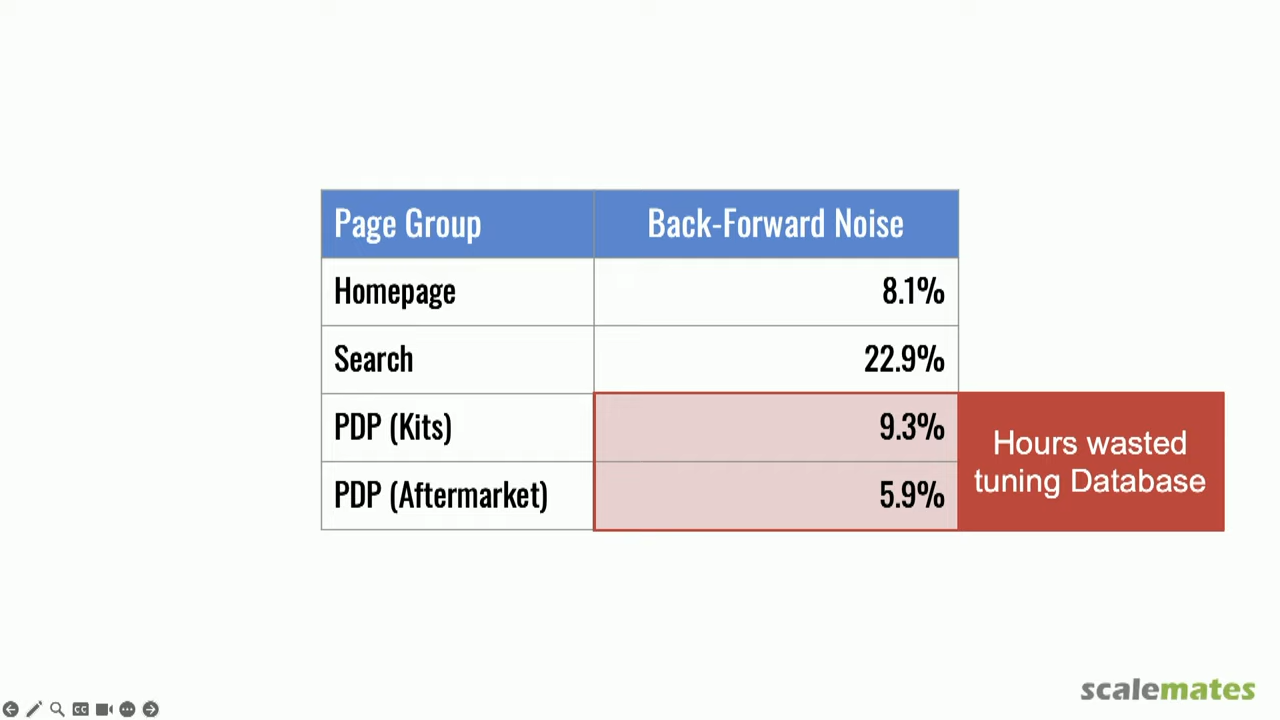 Page Group Back-Forward Noise
Homepage 8.1%
Search 22.9%
PDP (Kits) 9.3%
PDP (Aftermarket) 5.9%
Hours wasted
tuning Database
CC
scalemates